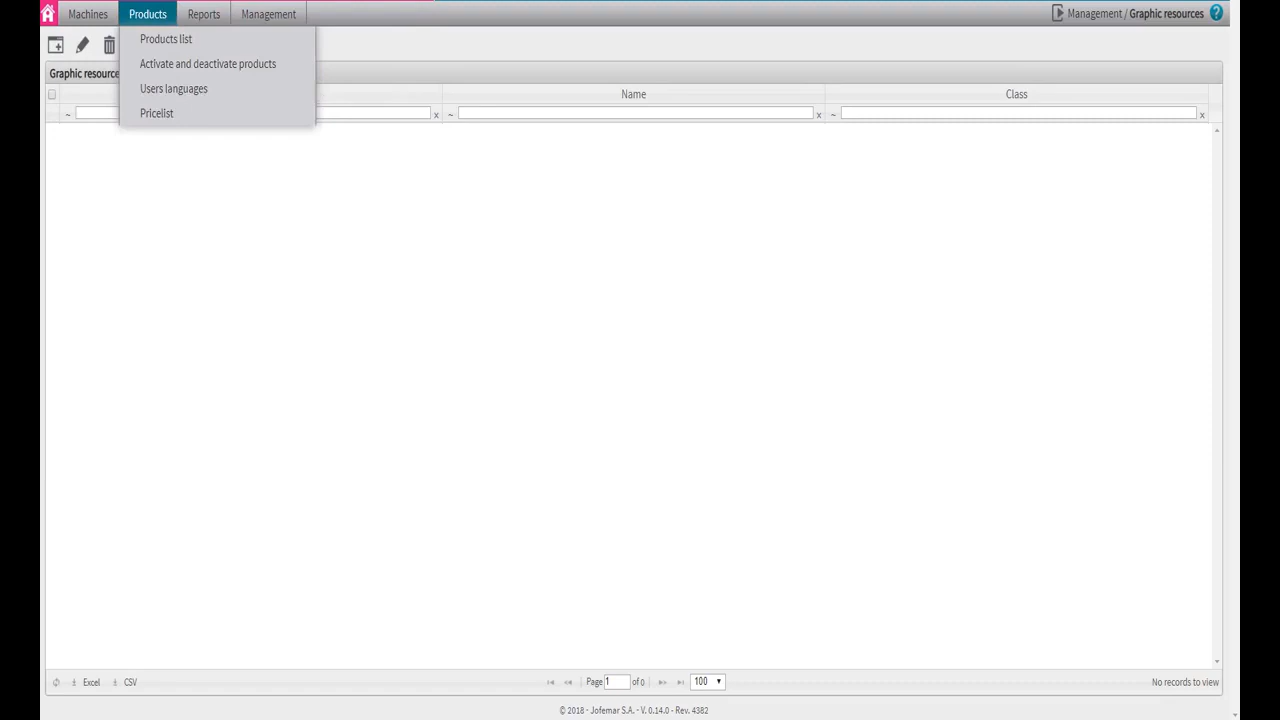 Machines Products Reports Management Management / Graphic resources ?
Products list
Activate and deactivate products
Users languages
Pricelist
Graphic resource
Name Class
~ x ~ x ~ x
Excel CSV Page 1 of 0 100 No records to view
© 2018 - Jofemar S.A. - V. 0.14.0 - Rev. 4382